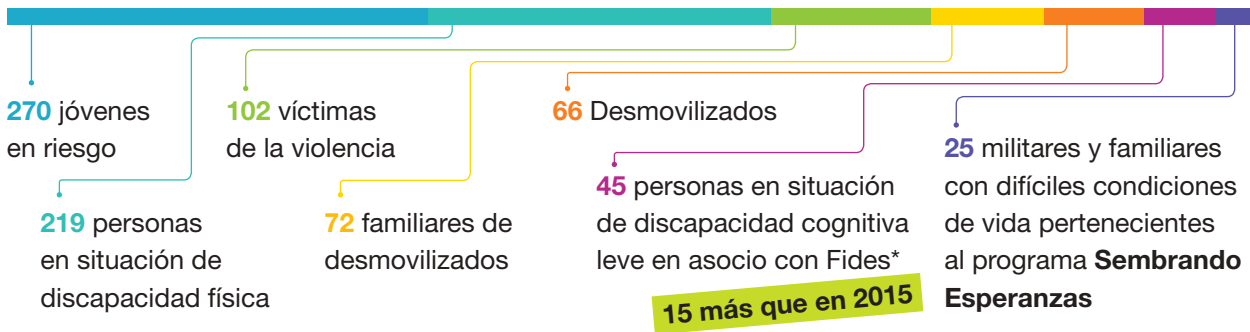 270 jóvenes
en riesgo
219 personas
en situación de
discapacidad física
102 víctimas
de la violencia
72 familiares de
desmovilizados
66 Desmovilizados
45 personas en situación
de discapacidad cognitiva
leve en asocio con Fides*
15 más que en 2015
25 militares y familiares
con difíciles condiciones
de vida pertenecientes
al programa Sembrando
Esperanzas